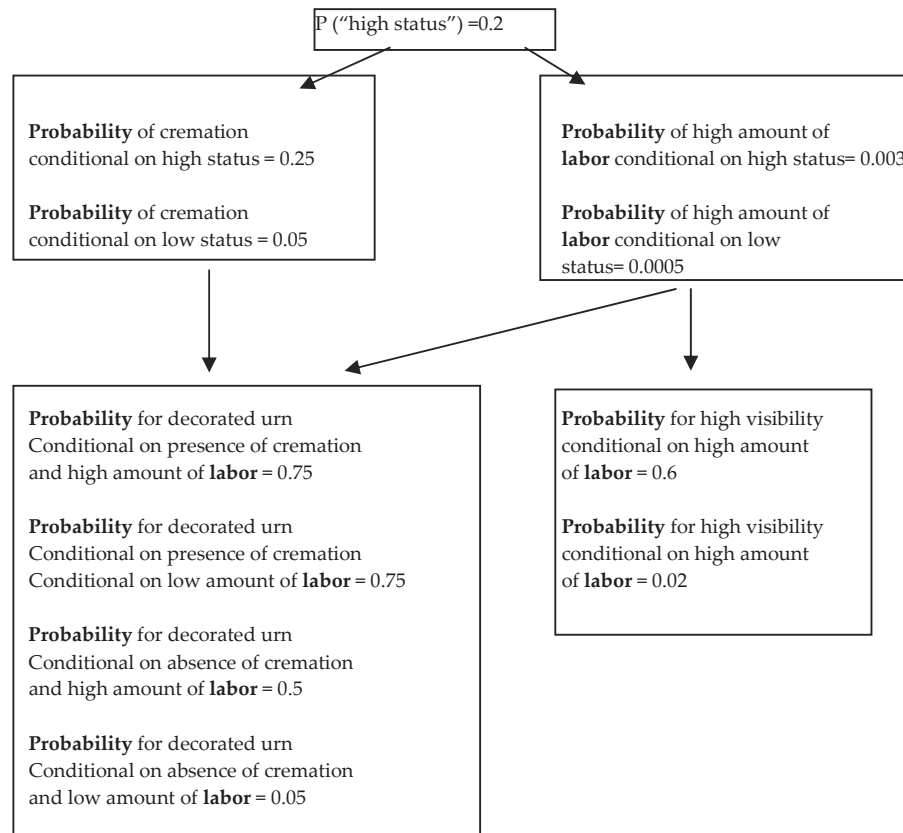 P (“high status”) =0.2
Probability of cremation
conditional on high status = 0.25
Probability of cremation
conditional on low status = 0.05
Probability of high amount of
labor conditional on high status= 0.003
Probability of high amount of
labor conditional on low
status= 0.0005
Probability for decorated urn
Conditional on presence of cremation
and high amount of labor = 0.75
Probability for decorated urn
Conditional on presence of cremation
Conditional on low amount of labor = 0.75
Probability for decorated urn
Conditional on absence of cremation
and high amount of labor = 0.5
Probability for decorated urn
Conditional on absence of cremation
and low amount of labor = 0.05
Probability for high visibility
conditional on high amount
of labor = 0.6
Probability for high visibility
conditional on high amount
of labor = 0.02